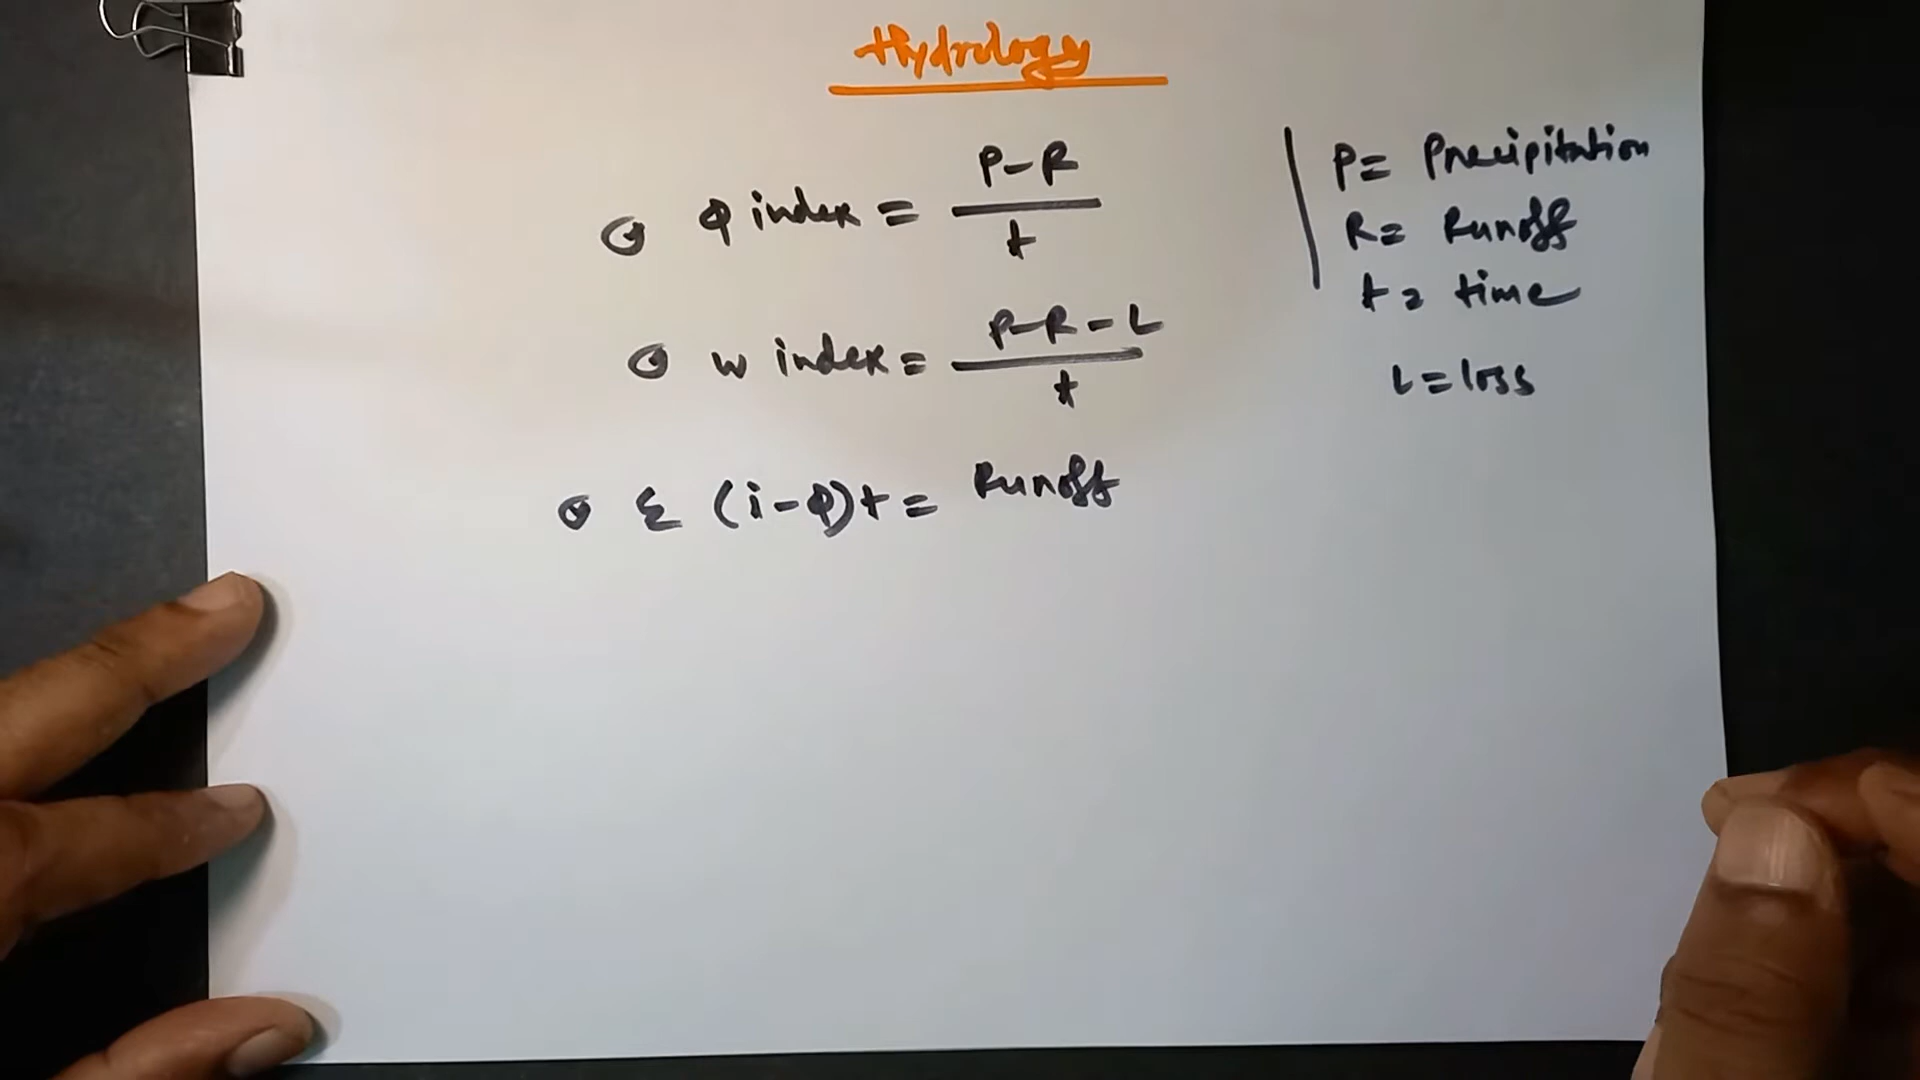 Hydrology
φ index = P-R / t
P = Precipitation
R = Runoff
t = time
W index = P-R-L / t
L = loss
Σ (i-φ)t = Runoff